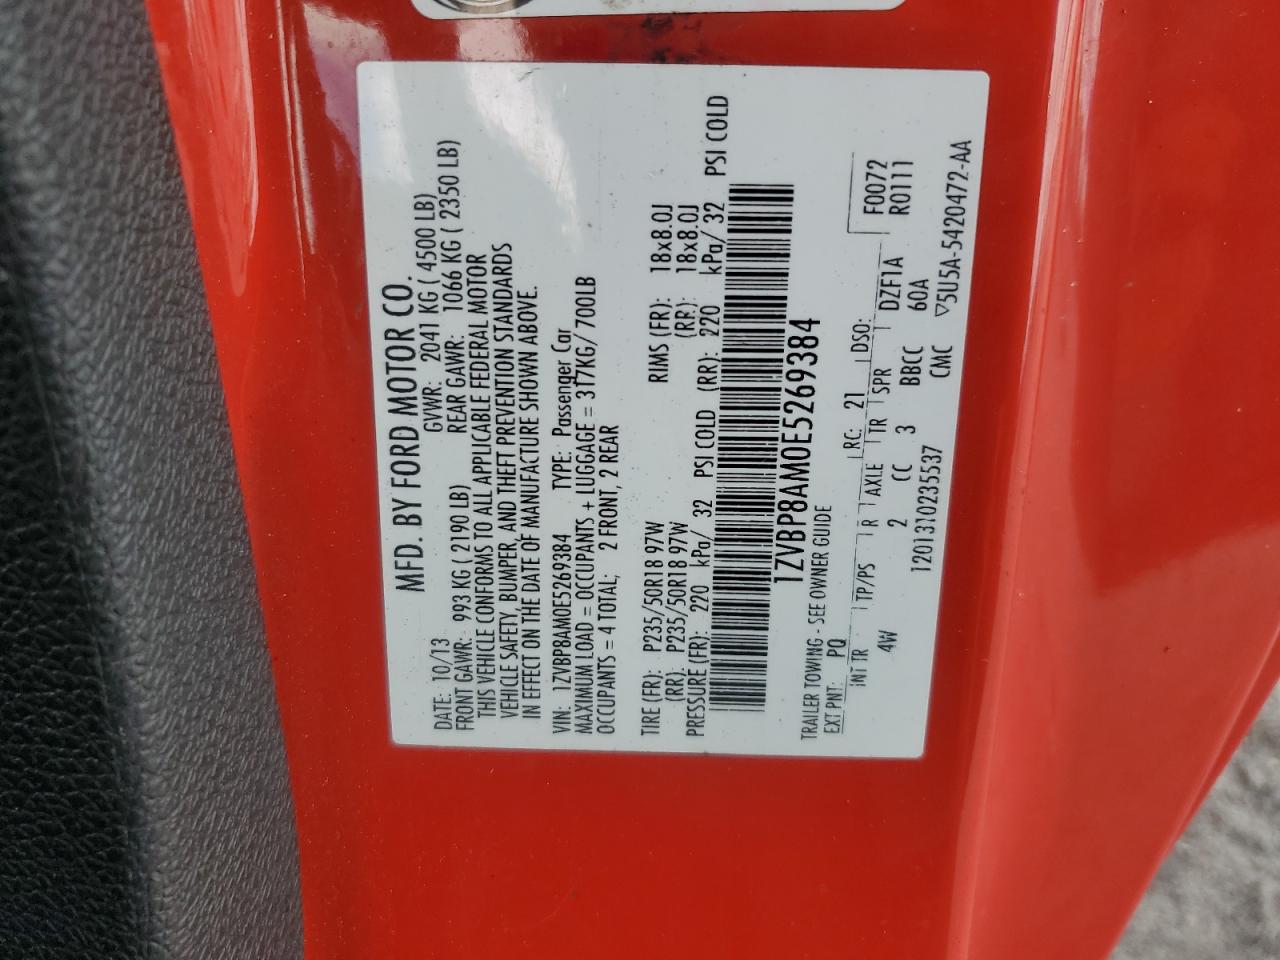 MFD. BY FORD MOTOR CO.
DATE: 10/13 GVWR: 2041 KG ( 4500 LB)
FRONT GAWR: 993 KG ( 2190 LB) REAR GAWR: 1066 KG ( 2350 LB)
THIS VEHICLE CONFORMS TO ALL APPLICABLE FEDERAL MOTOR
VEHICLE SAFETY, BUMPER, AND THEFT PREVENTION STANDARDS
IN EFFECT ON THE DATE OF MANUFACTURE SHOWN ABOVE.
VIN: 1ZVBP8AM0E5269384 TYPE: Passenger Car
MAXIMUM LOAD = OCCUPANTS + LUGGAGE = 317KG/700LB
OCCUPANTS = 4 TOTAL; 2 FRONT, 2 REAR
TIRE (FR): P235/50R18 97W RIMS (FR): 18x8.0J
(RR): P235/50R18 97W (RR): 18x8.0J
PRESSURE (FR): 220 kPa/ 32 PSI COLD (RR): 220 kPa/ 32 PSI COLD
1ZVBP8AM0E5269384
TRAILER TOWING - SEE OWNER GUIDE
EXT PNT: PQ RC: 21 DSO: F0072
INT TR TP/PS R AXLE TR SPR DZF1A R0111
4W 2 CC 3 BBCC 60A
1201310235537 CMC ▽5U5A-5420472-AA